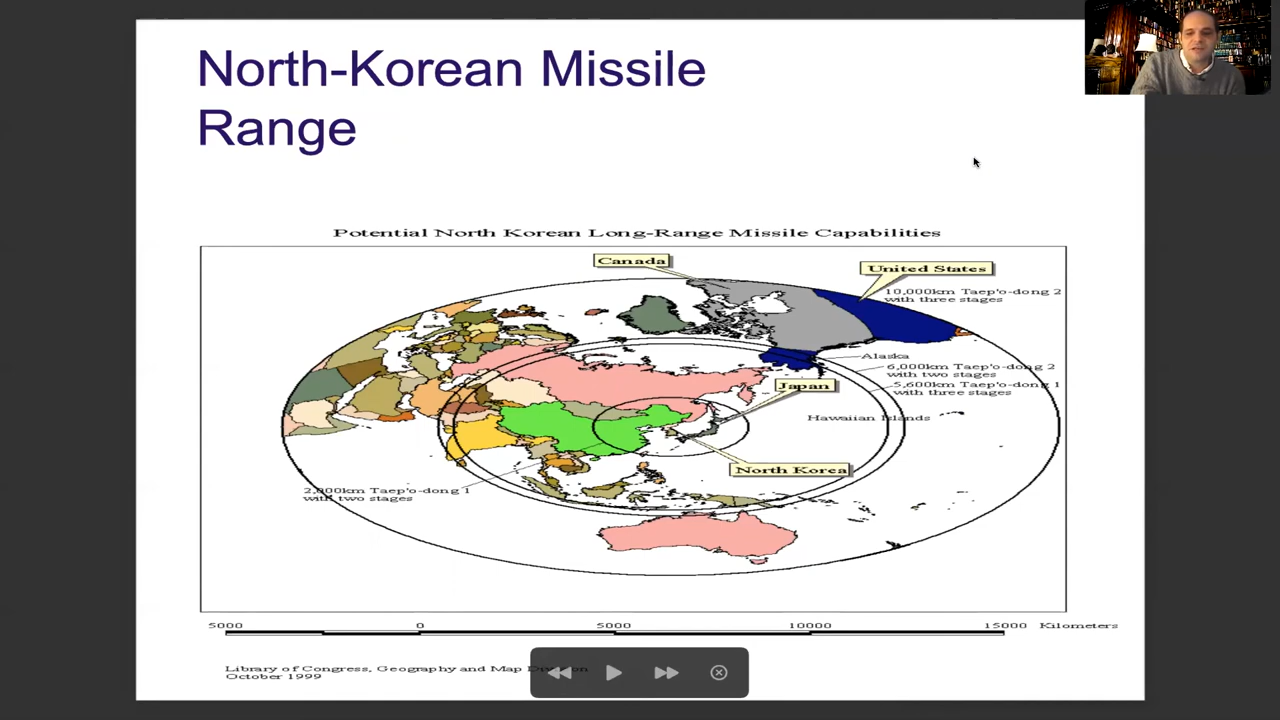 North-Korean Missile
Range
Potential North Korean Long-Range Missile Capabilities
Canada
United States
10,000km Taep'o-dong 2
with three stages
Alaska
6,000km Taep'o-dong 2
with two stages
Japan
5,600km Taep'o-dong 1
with three stages
Hawaiian Islands
North Korea
2,000km Taep'o-dong 1
with two stages
5000 0 5000 10000 15000 Kilometers
Library of Congress, Geography and Map Division
October 1999